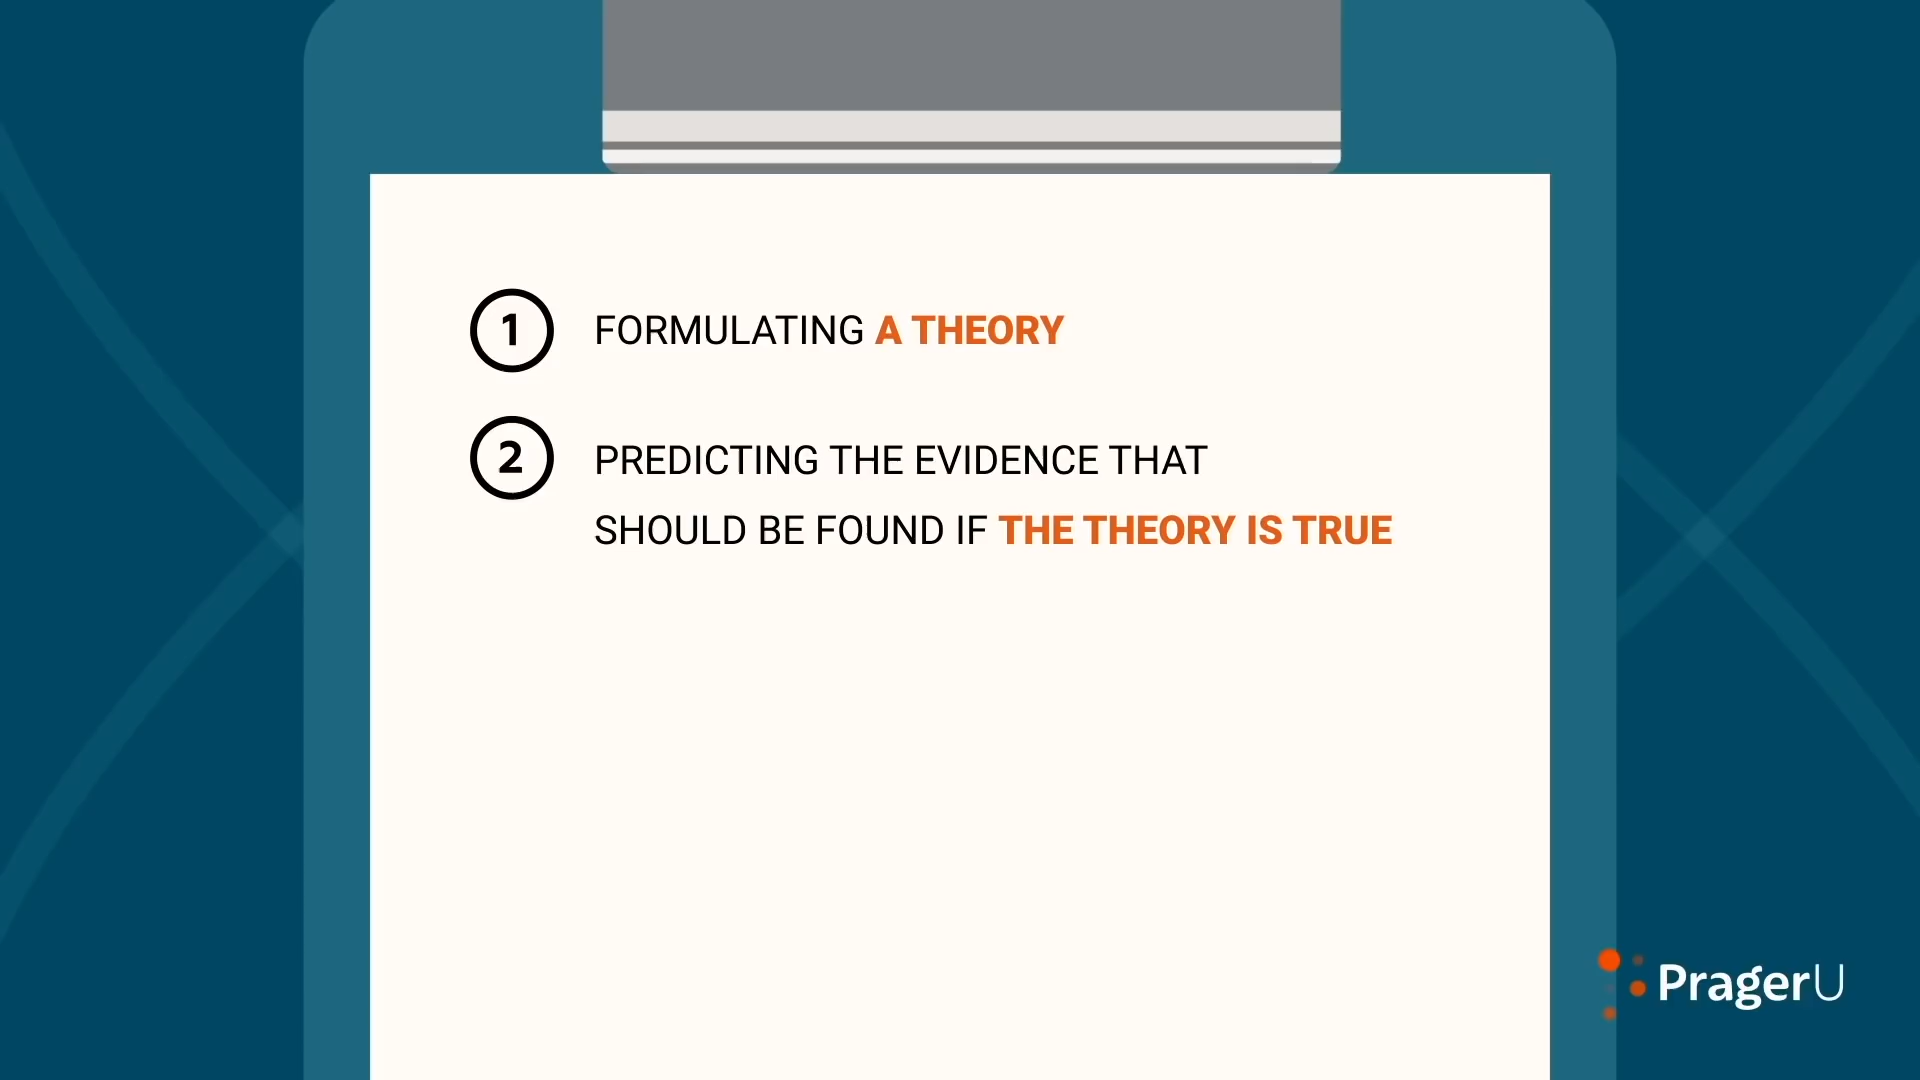 1 FORMULATING A THEORY
2 PREDICTING THE EVIDENCE THAT
SHOULD BE FOUND IF THE THEORY IS TRUE
PragerU